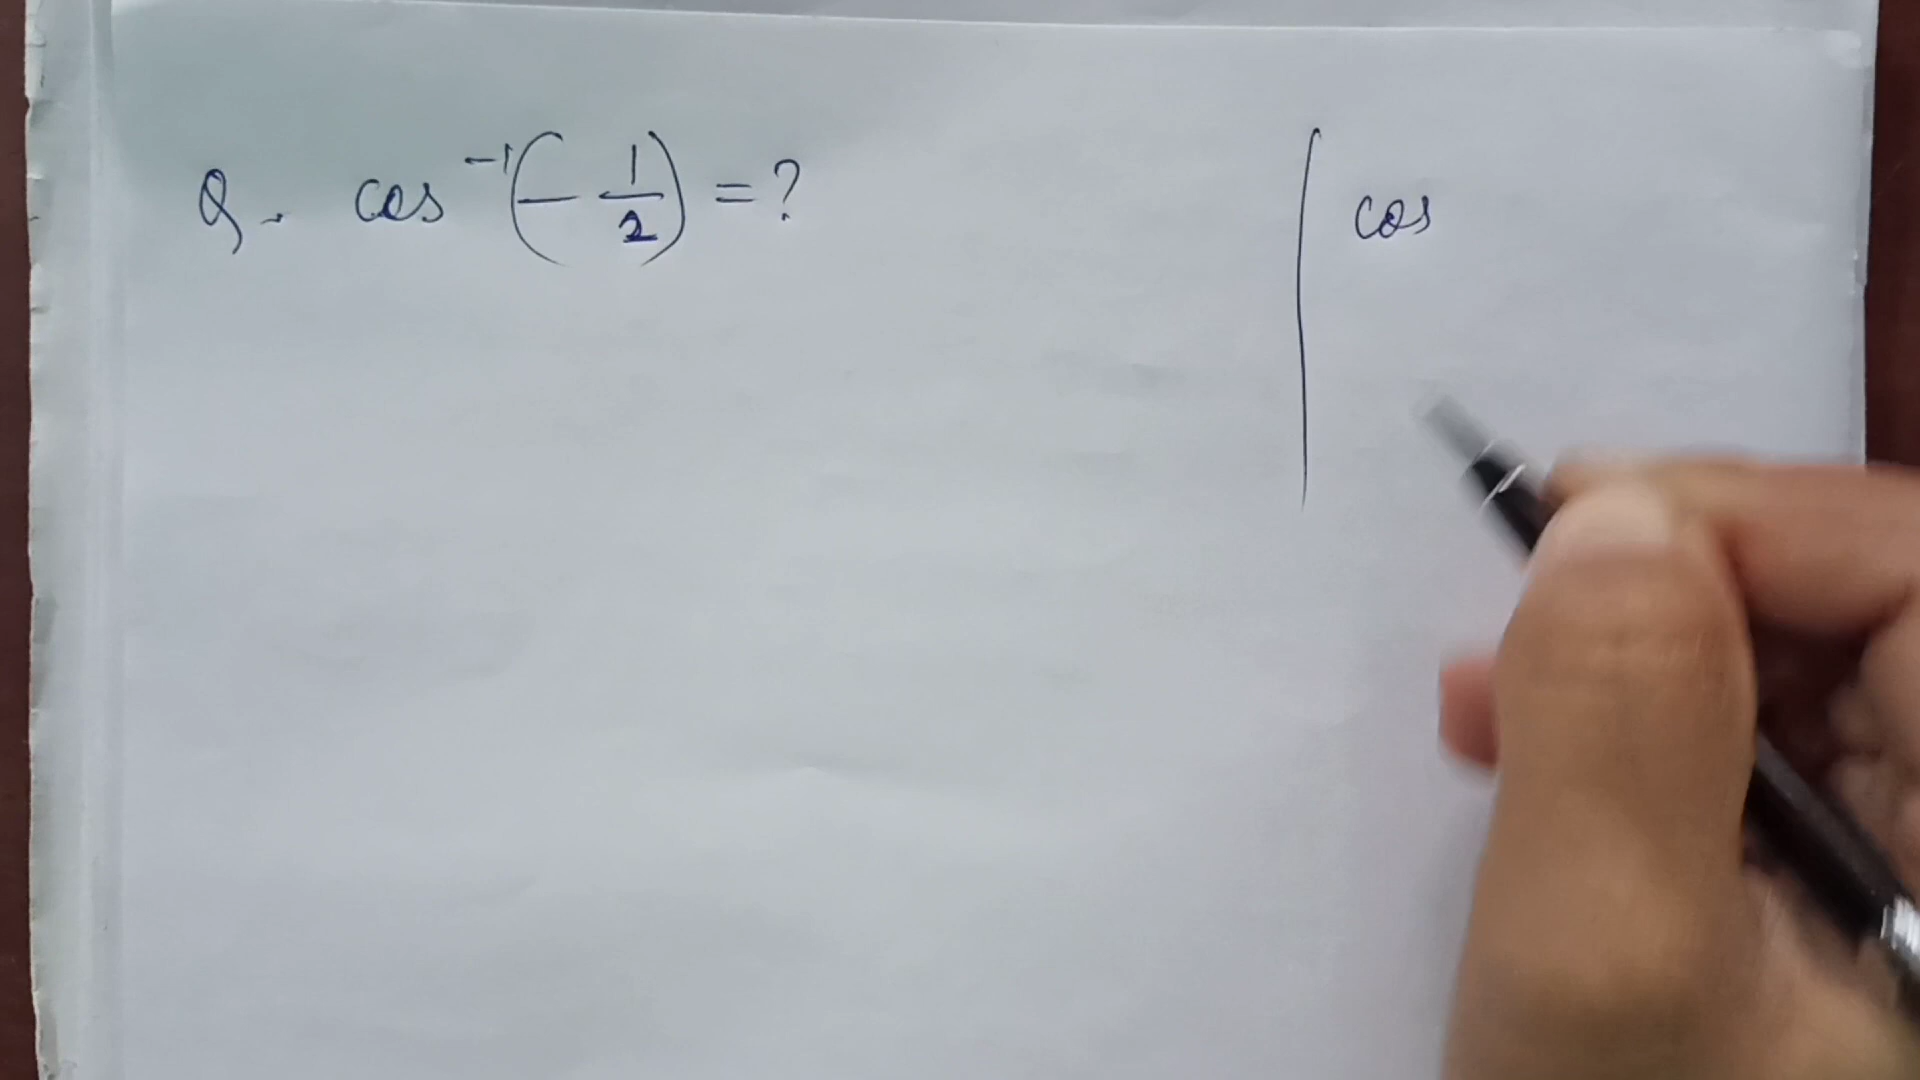 Q. cos⁻¹(-1/2) = ?
cos